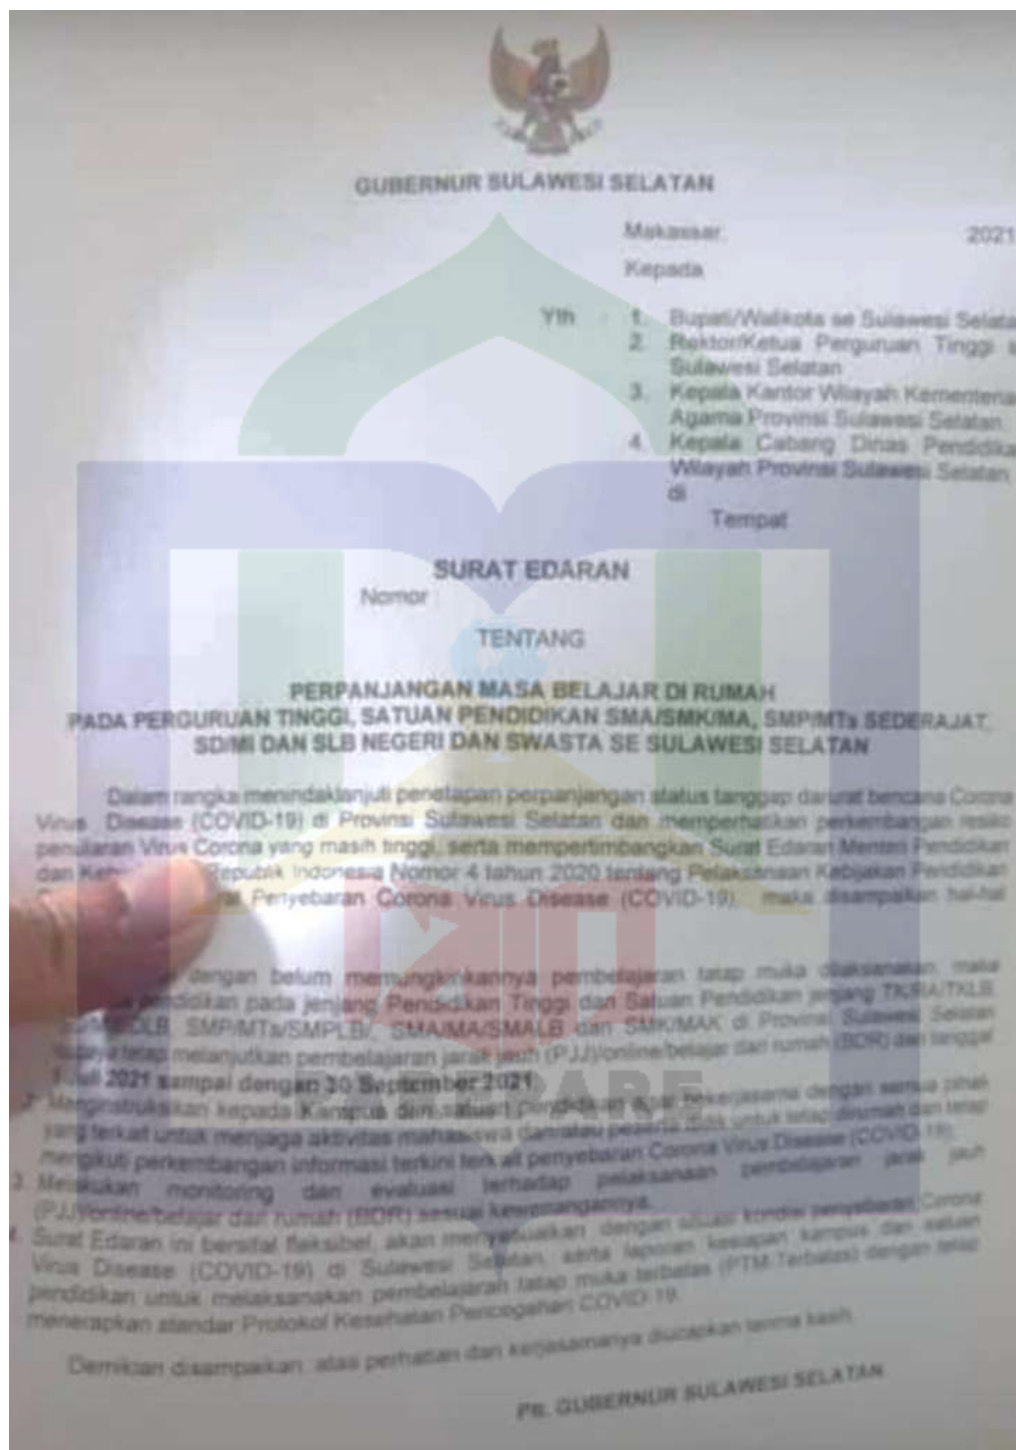 GUBERNUR SULAWESI SELATAN
Makassar, 2021
Kepada
Yth : 1. Bupati/Walikota se Sulawesi Selata
2. Rektor/Ketua Perguruan Tinggi s
Sulawesi Selatan
3. Kepala Kantor Wilayah Kementeria
Agama Provinsi Sulawesi Selatan
4. Kepala Cabang Dinas Pendidika
Wilayah Provinsi Sulawesi Selatan
di
Tempat
SURAT EDARAN
Nomor :
TENTANG
PERPANJANGAN MASA BELAJAR DI RUMAH
PADA PERGURUAN TINGGI, SATUAN PENDIDIKAN SMA/SMK/MA, SMP/MTs SEDERAJAT,
SD/MI DAN SLB NEGERI DAN SWASTA SE SULAWESI SELATAN
Dalam rangka menindaklanjuti penetapan perpanjangan status tanggap darurat bencana Corona
Virus Disease (COVID-19) di Provinsi Sulawesi Selatan dan memperhatikan perkembangan resiko
penularan Virus Corona yang masih tinggi, serta mempertimbangkan Surat Edaran Menteri Pendidikan
dan Republik Indonesia Nomor 4 tahun 2020 tentang Pelaksanaan Kebijakan Pendidikan
Penyebaran Corona Virus Disease (COVID-19), maka disampaikan hal-hal
dengan belum memungkinkannya pembelajaran tatap muka dilaksanakan, maka
pendidikan pada jenjang Pendidikan Tinggi dan Satuan Pendidikan jenjang TK/RA/TKLB,
SMP/MTs/SMPLB/, SMA/MA/SMALB dan SMK/MAK di Provinsi Sulawesi Selatan
supaya tetap melanjutkan pembelajaran jarak jauh (PJJ)/online/belajar dari rumah (BDR) dari tanggal
1 Juli 2021 sampai dengan 30 September 2021.
PAREPARE
2. Menginstruksikan kepada Kampus dan satuan pendidikan agar bekerjasama dengan semua pihak
yang terkait untuk menjaga aktivitas mahasiswa dan/atau peserta didik untuk tetap dirumah dan tetap
mengikuti perkembangan informasi terkini terkait penyebaran Corona Virus Disease (COVID-19).
3. Melakukan monitoring dan evaluasi terhadap pelaksanaan pembelajaran jarak jauh
(PJJ)/online/belajar dari rumah (BDR) sesuai kewenangannya.
4. Surat Edaran ini bersifat fleksibel, akan menyesuaikan dengan situasi kondisi penyebaran Corona
Virus Disease (COVID-19) di Sulawesi Selatan, serta laporan kesiapan kampus dan satuan
pendidikan untuk melaksanakan pembelajaran tatap muka terbatas (PTM Terbatas) dengan tetap
menerapkan standar Protokol Kesehatan Pencegahan COVID-19.
Demikian disampaikan, atas perhatian dan kerjasamanya diucapkan terima kasih.
Plt. GUBERNUR SULAWESI SELATAN